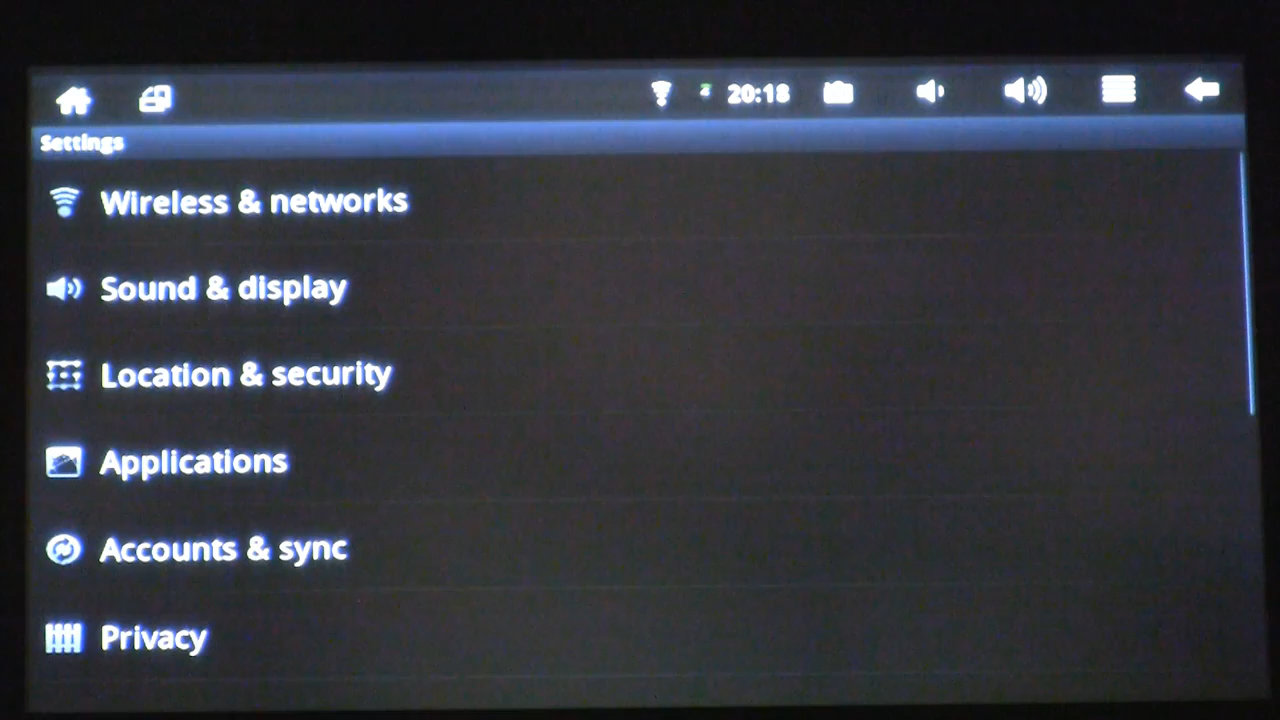 20:18
Settings
Wireless & networks
Sound & display
Location & security
Applications
Accounts & sync
Privacy